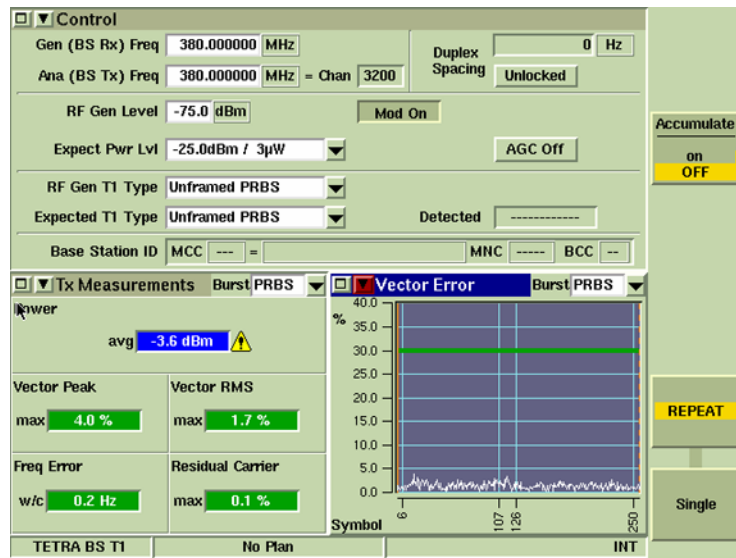 Control
Gen (BS Rx) Freq 380.000000 MHz Duplex Spacing 0 Hz
Ana (BS Tx) Freq 380.000000 MHz = Chan 3200 Unlocked
RF Gen Level -75.0 dBm Mod On
Expect Pwr Lvl -25.0dBm / 3µW AGC Off
RF Gen T1 Type Unframed PRBS
Expected T1 Type Unframed PRBS Detected ------------
Base Station ID MCC --- = MNC ----- BCC --
Accumulate
on
OFF
Tx Measurements Burst PRBS
Power
avg -3.6 dBm
Vector Peak Vector RMS
max 4.0 % max 1.7 %
Freq Error Residual Carrier
w/c 0.2 Hz max 0.1 %
Vector Error Burst PRBS
40.0
%
35.0
30.0
25.0
20.0
15.0
10.0
5.0
0.0
Symbol 6 107 126 250
REPEAT
Single
TETRA BS T1 No Plan INT